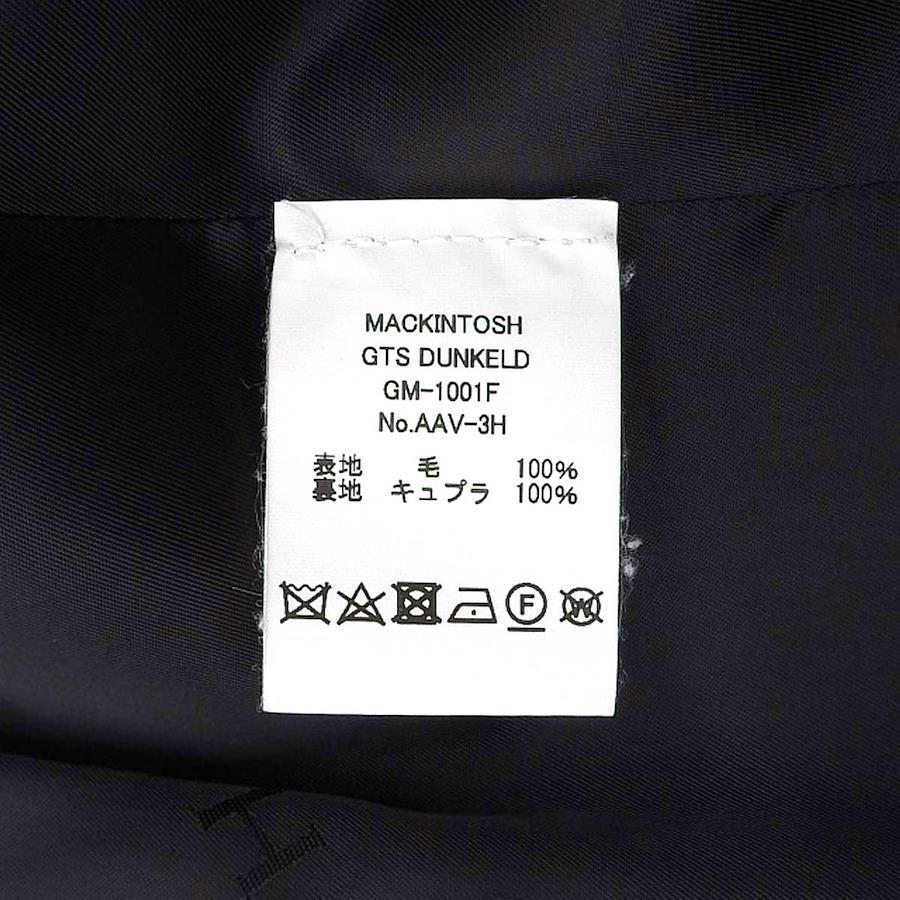 MACKINTOSH
GTS DUNKELD
GM-1001F
No.AAV-3H
表地 毛 100%
裏地 キュプラ 100%
F W